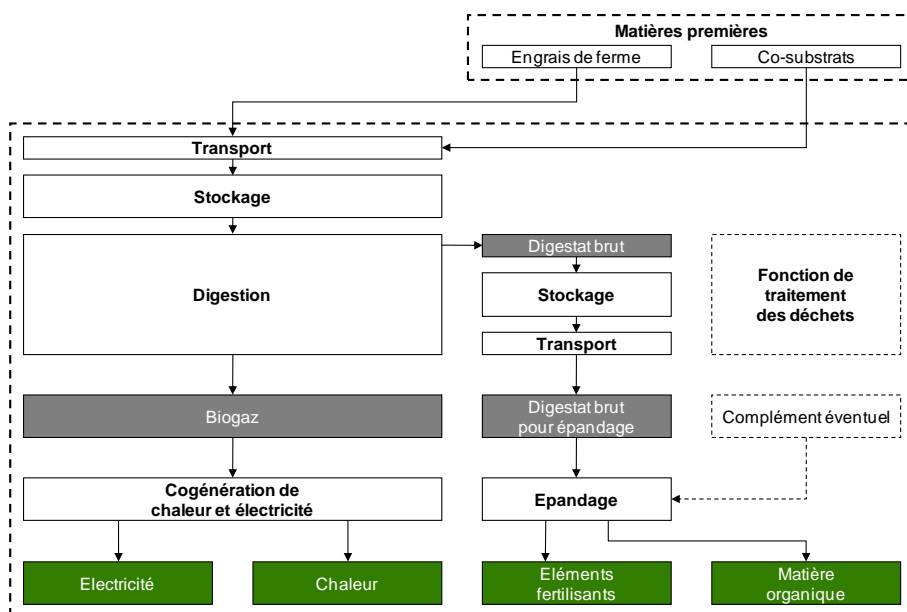 Matières premières
Engrais de ferme
Co-substrats
Transport
Stockage
Digestion
Digestat brut
Stockage
Transport
Fonction de
traitement
des déchets
Biogaz
Digestat brut
pour épandage
Complément éventuel
Cogénération de
chaleur et électricité
Epandage
Electricité
Chaleur
Eléments
fertilisants
Matière
organique